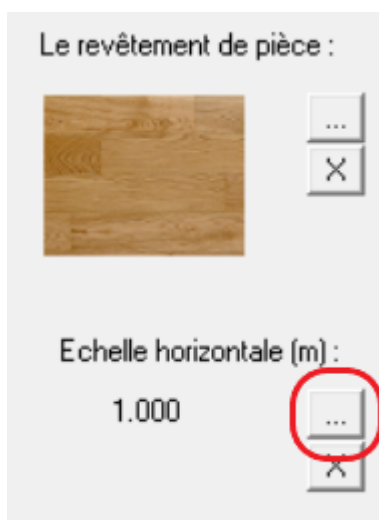 Le revêtement de pièce :
...
X
Echelle horizontale (m) :
1.000
...
X